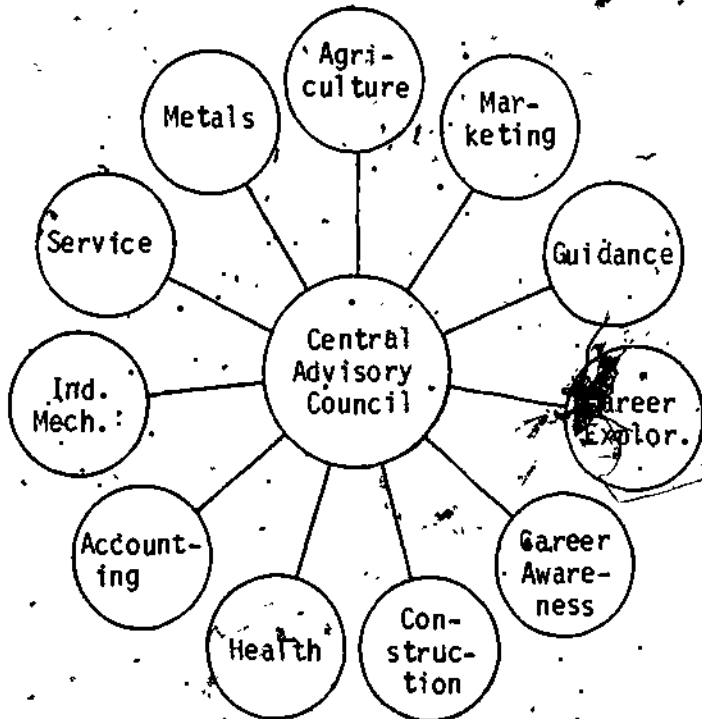 Agri-
culture
Mar-
keting
Guidance
Career
Explor.
Career
Aware-
ness
Con-
struc-
tion
Health
Account-
ing
Ind.
Mech.
Service
Metals
Central
Advisory
Council